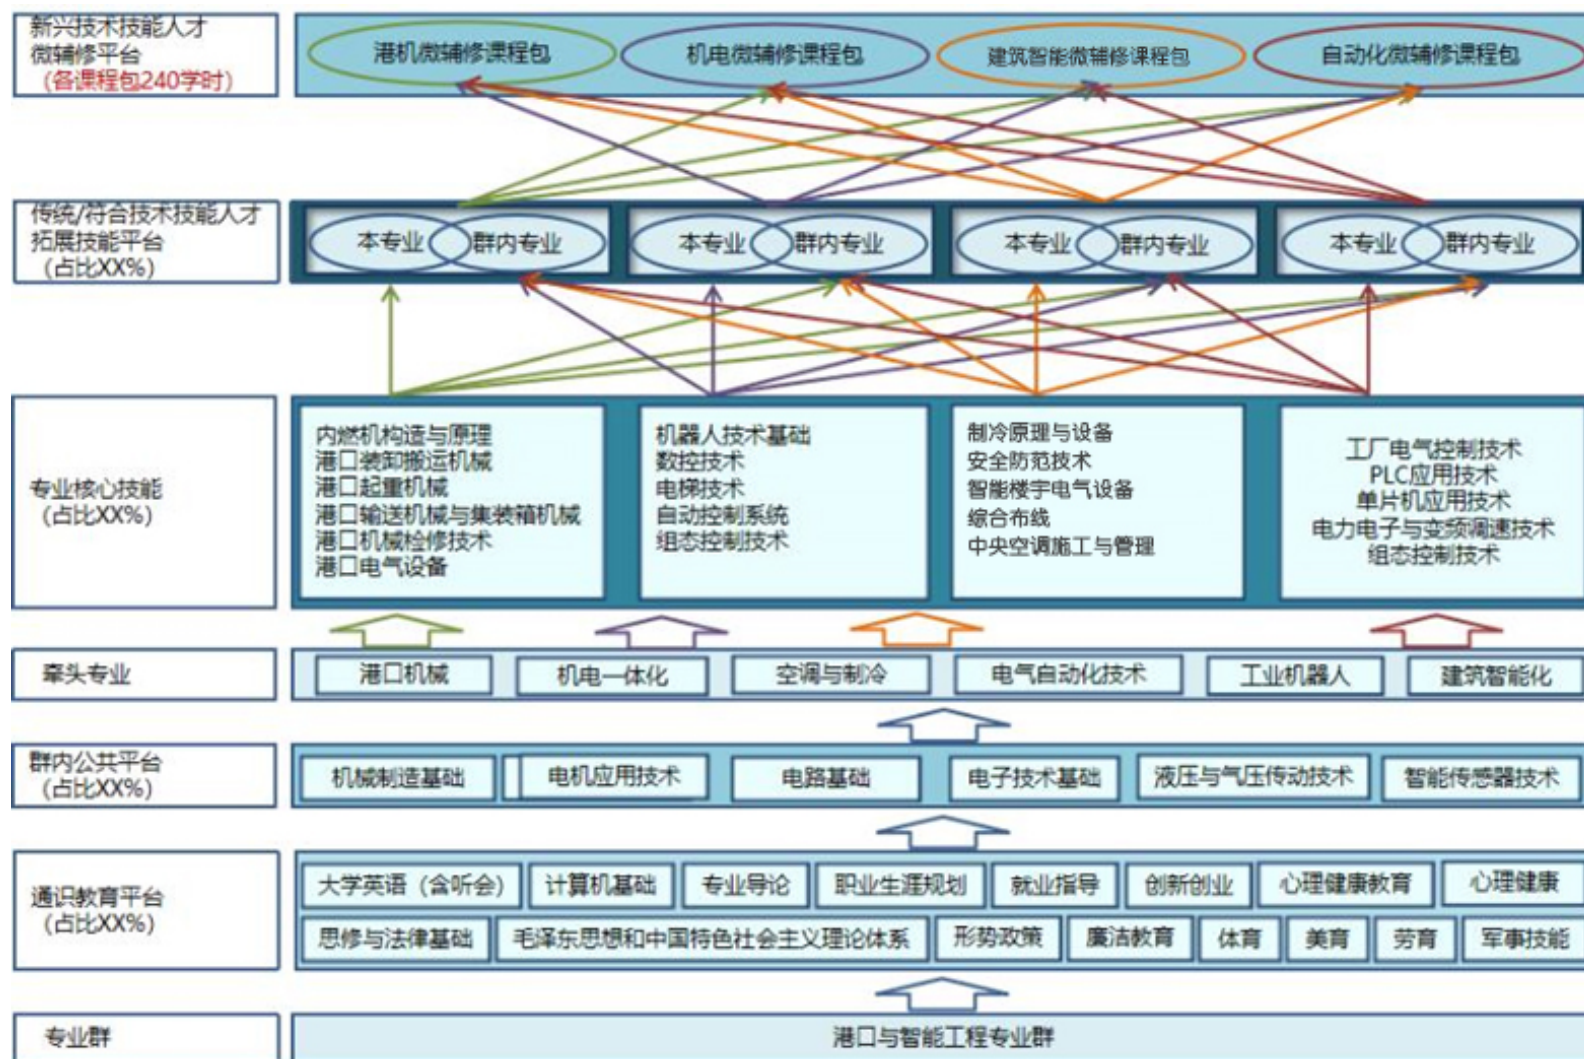 新兴技术技能人才
微辅修平台
（各课程包240学时）
港机微辅修课程包
机电微辅修课程包
建筑智能微辅修课程包
自动化微辅修课程包
传统/符合技术技能人才
拓展技能平台
（占比XX%）
本专业
群内专业
本专业
群内专业
本专业
群内专业
本专业
群内专业
专业核心技能
（占比XX%）
内燃机构造与原理
港口装卸搬运机械
港口起重机械
港口输送机械与集装箱机械
港口机械检修技术
港口电气设备
机器人技术基础
数控技术
电梯技术
自动控制系统
组态控制技术
制冷原理与设备
安全防范技术
智能楼宇电气设备
综合布线
中央空调施工与管理
工厂电气控制技术
PLC应用技术
单片机应用技术
电力电子与变频调速技术
组态控制技术
牵头专业
港口机械
机电一体化
空调与制冷
电气自动化技术
工业机器人
建筑智能化
群内公共平台
（占比XX%）
机械制造基础
电机应用技术
电路基础
电子技术基础
液压与气压传动技术
智能传感器技术
通识教育平台
（占比XX%）
大学英语（含听会）
计算机基础
专业导论
职业生涯规划
就业指导
创新创业
心理健康教育
心理健康
思修与法律基础
毛泽东思想和中国特色社会主义理论体系
形势政策
廉洁教育
体育
美育
劳育
军事技能
专业群
港口与智能工程专业群